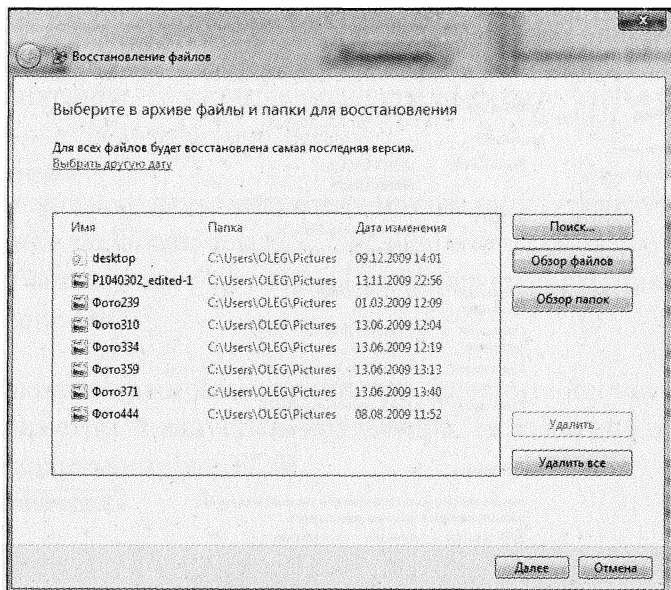 Восстановление файлов
Выберите в архиве файлы и папки для восстановления
Для всех файлов будет восстановлена самая последняя версия.
Выбрать другую дату
Имя Папка Дата изменения
desktop C:\Users\OLEG\Pictures 09.12.2009 14:01
P1040302_edited-1 C:\Users\OLEG\Pictures 13.11.2009 22:56
Фото239 C:\Users\OLEG\Pictures 01.03.2009 12:09
Фото310 C:\Users\OLEG\Pictures 13.06.2009 12:04
Фото334 C:\Users\OLEG\Pictures 13.06.2009 12:19
Фото359 C:\Users\OLEG\Pictures 13.06.2009 13:13
Фото371 C:\Users\OLEG\Pictures 13.06.2009 13:40
Фото444 C:\Users\OLEG\Pictures 08.08.2009 11:52
Поиск...
Обзор файлов
Обзор папок
Удалить
Удалить все
Далее Отмена